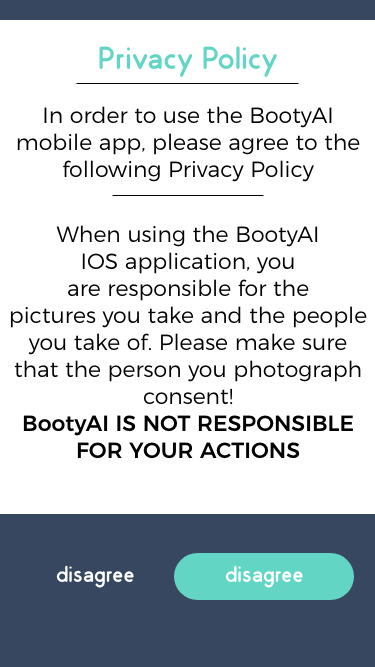 Privacy Policy
In order to use the BootyAI
mobile app, please agree to the
following Privacy Policy
When using the BootyAI
IOS application, you
are responsible for the
pictures you take and the people
you take of. Please make sure
that the person you photograph
consent!
BootyAI IS NOT RESPONSIBLE
FOR YOUR ACTIONS
disagree disagree